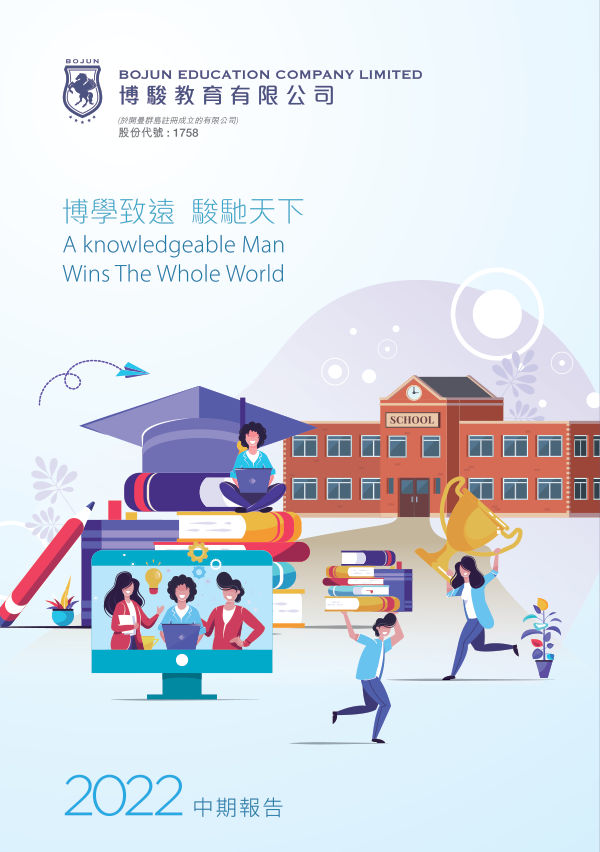 BOJUN
BOJUN EDUCATION COMPANY LIMITED
博駿教育有限公司
(於開曼群島註冊成立的有限公司)
股份代號 : 1758
博學致遠 駿馳天下
A knowledgeable Man
Wins The Whole World
SCHOOL
2022 中期報告